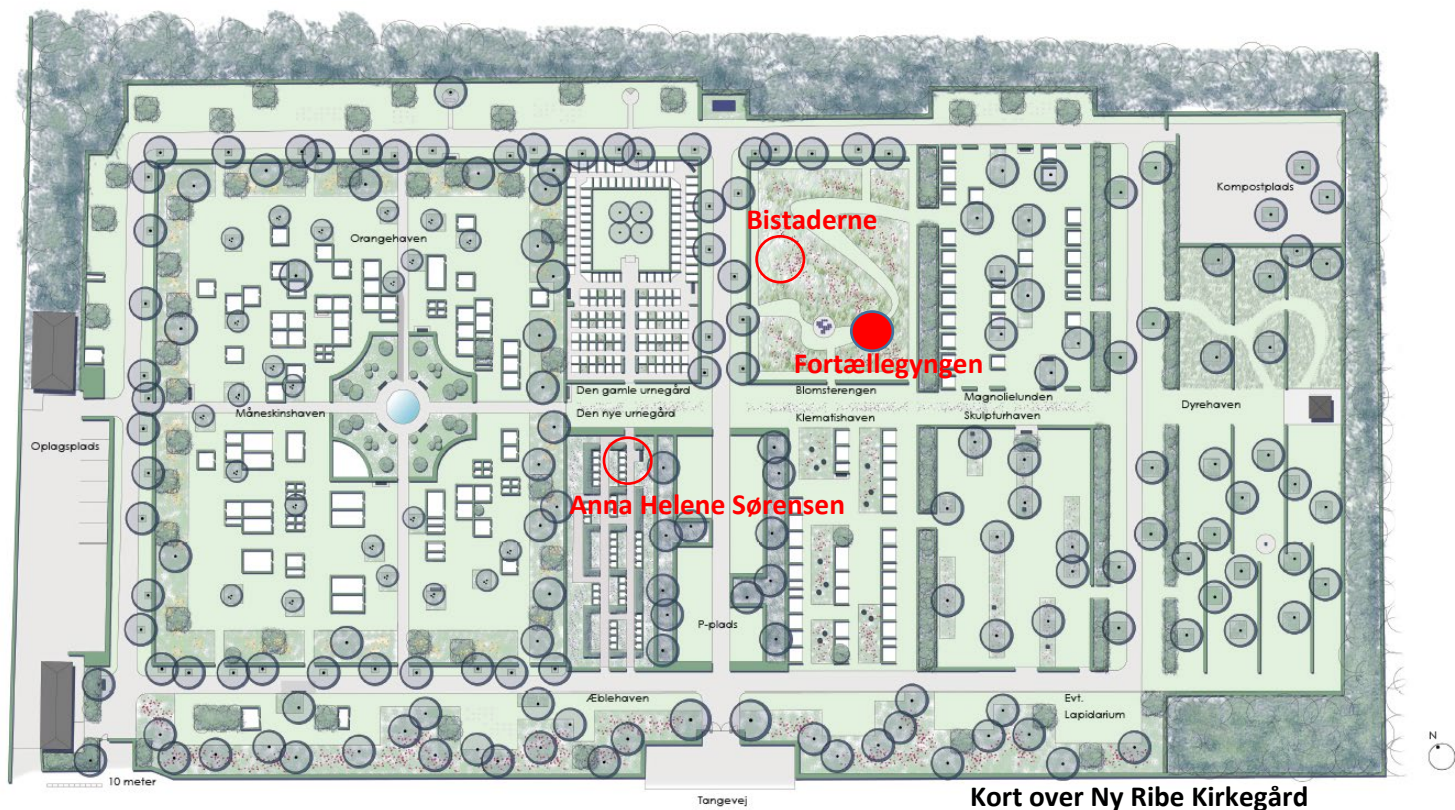 Kompostplads
Bistaderne
Orangehaven
Fortællegyngen
Den gamle urnegård
Blomsterengen
Magnolielunden
Dyrehaven
Måneskinshaven
Den nye urnegård
Klematishaven
Skulpturhaven
Oplagsplads
Anna Helene Sørensen
P-plads
Æblehaven
Evt.
Lapidarium
N
10 meter
Tangevej
Kort over Ny Ribe Kirkegård